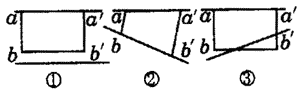 a a' a a' a a'
b b' b b' b b'
① ② ③